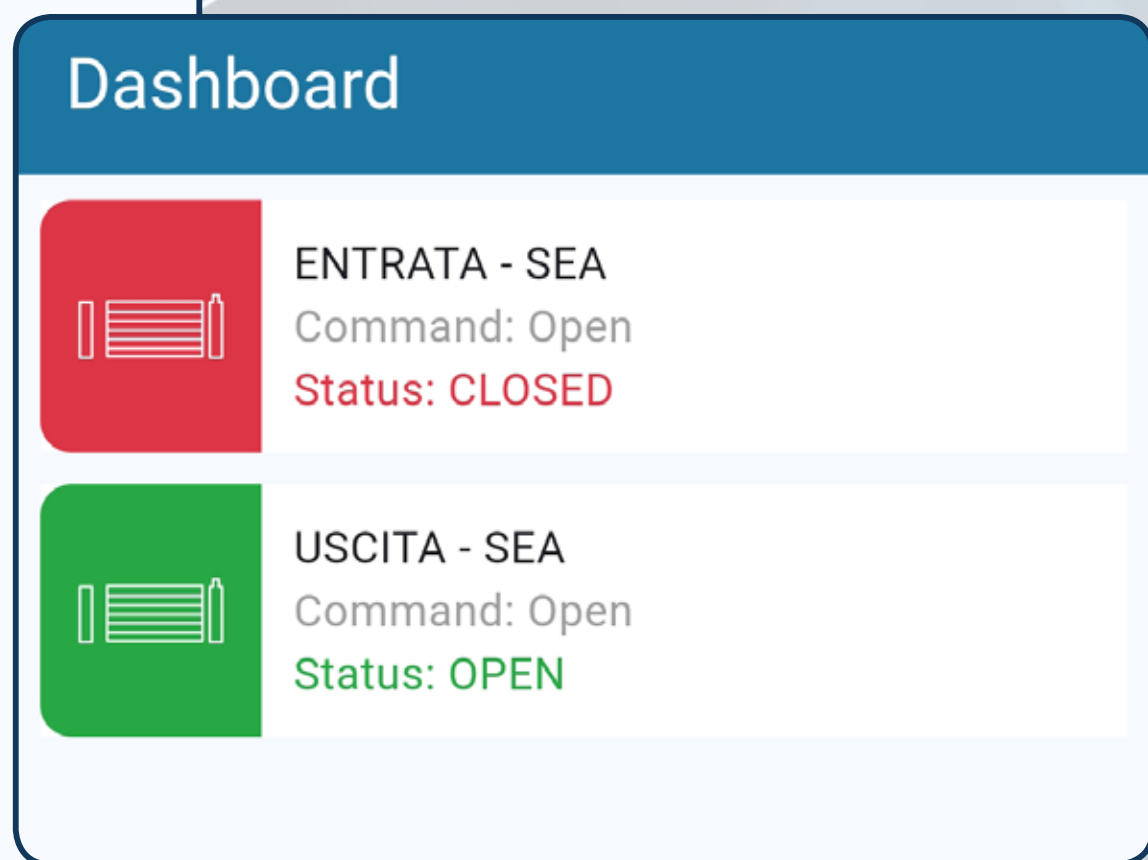 Dashboard
ENTRATA - SEA
Command: Open
Status: CLOSED
USCITA - SEA
Command: Open
Status: OPEN